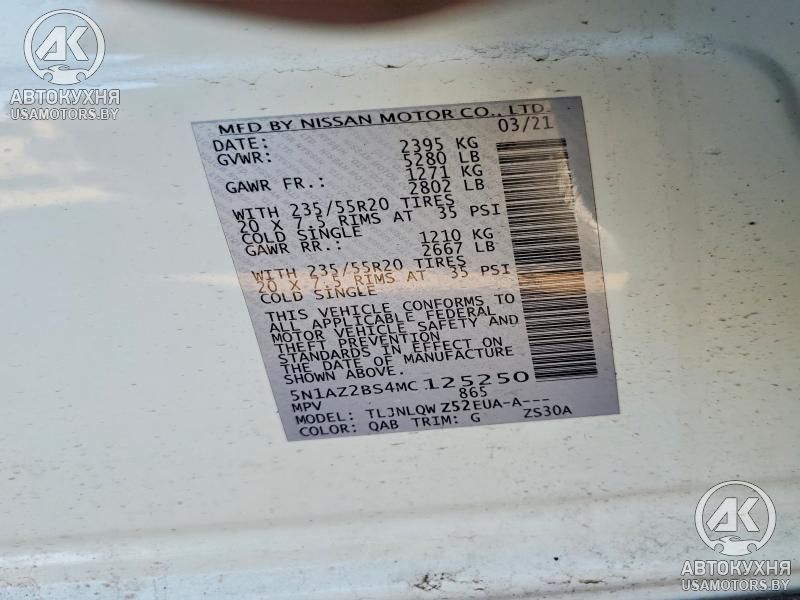 AK
АВТОКУХНЯ
USAMOTORS.BY
MFD BY NISSAN MOTOR CO., LTD.
DATE: 03/21
GVWR: 2395 KG
5280 LB
GAWR FR.: 1271 KG
2802 LB
WITH 235/55R20 TIRES
20 X 7.5 RIMS AT 35 PSI
COLD SINGLE
GAWR RR.: 1210 KG
2667 LB
WITH 235/55R20 TIRES
20 X 7.5 RIMS AT 35 PSI
COLD SINGLE
THIS VEHICLE CONFORMS TO
ALL APPLICABLE FEDERAL
MOTOR VEHICLE SAFETY AND
THEFT PREVENTION
STANDARDS IN EFFECT ON
THE DATE OF MANUFACTURE
SHOWN ABOVE.
5N1AZ2BS4MC125250
MPV 865
MODEL: TLJNLQWZ52EUA-A---
COLOR: QAB TRIM: G ZS30A
AK
АВТОКУХНЯ
USAMOTORS.BY